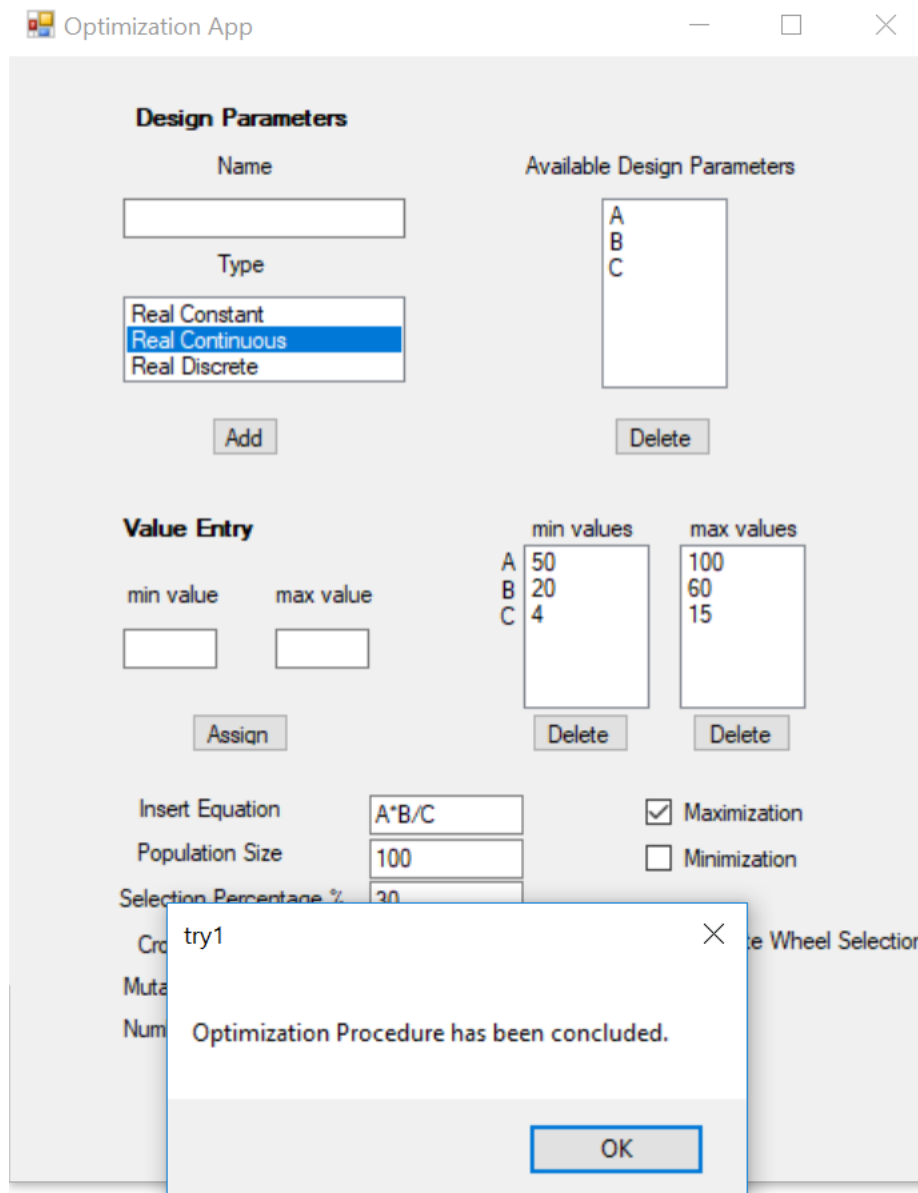 Optimization App
Design Parameters
Name
Available Design Parameters
A
B
C
Type
Real Constant
Real Continuous
Real Discrete
Add
Delete
Value Entry
min values
max values
min value
max value
A 50 100
B 20 60
C 4 15
Assign
Delete
Delete
Insert Equation A*B/C
Maximization
Population Size 100
Minimization
Selection Percentage % 30
try1
Wheel Selection
Optimization Procedure has been concluded.
OK